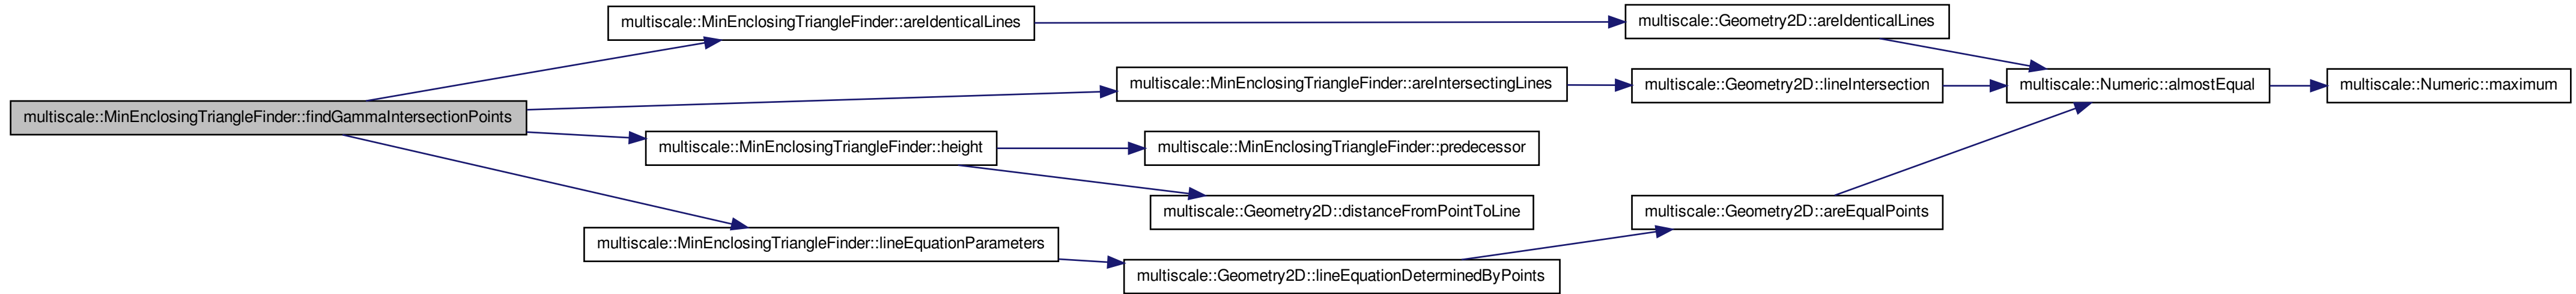 multiscale::MinEnclosingTriangleFinder::findGammaIntersectionPoints
multiscale::MinEnclosingTriangleFinder::areIdenticalLines
multiscale::Geometry2D::areIdenticalLines
multiscale::MinEnclosingTriangleFinder::areIntersectingLines
multiscale::Geometry2D::lineIntersection
multiscale::Numeric::almostEqual
multiscale::Numeric::maximum
multiscale::MinEnclosingTriangleFinder::height
multiscale::MinEnclosingTriangleFinder::predecessor
multiscale::Geometry2D::distanceFromPointToLine
multiscale::Geometry2D::areEqualPoints
multiscale::MinEnclosingTriangleFinder::lineEquationParameters
multiscale::Geometry2D::lineEquationDeterminedByPoints